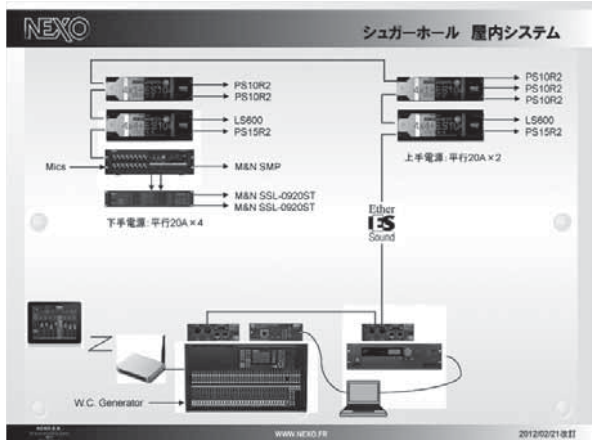 NEXO
シュガーホール 屋内システム
PS10R2
PS10R2
LS600
PS15R2
Mics
M&N SMP
M&N SSL-0920ST
M&N SSL-0920ST
下手電源：平行20A×4
PS10R2
PS10R2
PS10R2
LS600
PS15R2
上手電源：平行20A×2
Ether
ES
Sound
W.C. Generator
WWW.NEXO.FR
2012/02/21改訂